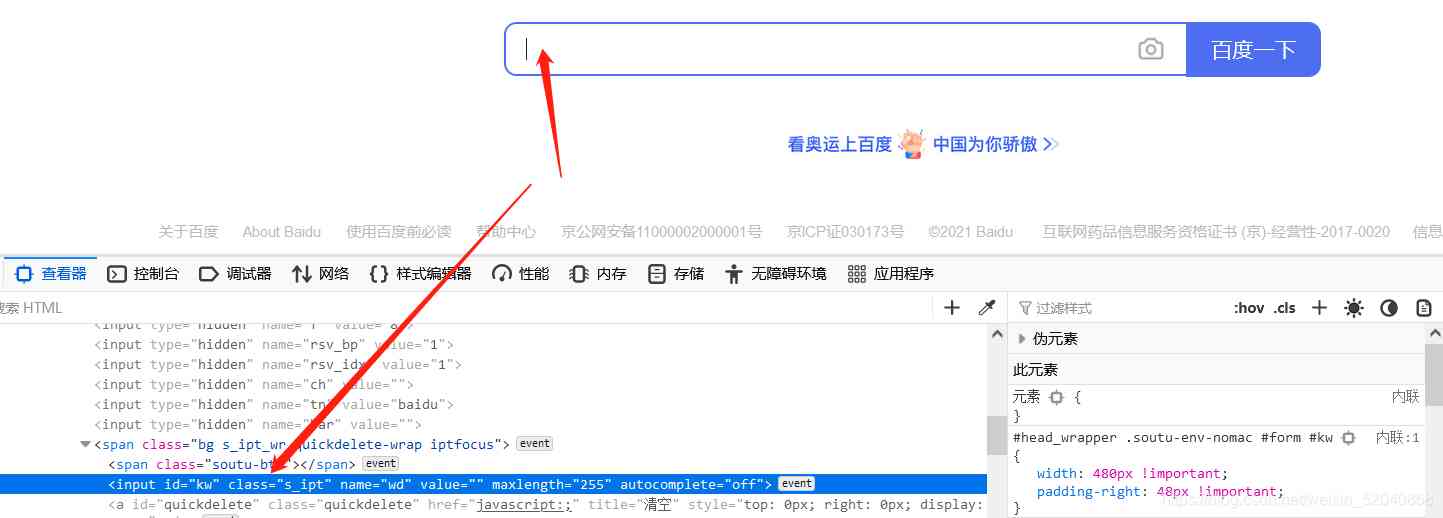 百度一下
看奥运上百度 中国为你骄傲
关于百度 About Baidu 使用百度前必读 帮助中心 京公网安备11000002000001号 京ICP证030173号 ©2021 Baidu 互联网药品信息服务资格证书 (京)-经营性-2017-0020 信息
查看器 控制台 调试器 网络 样式编辑器 性能 内存 存储 无障碍环境 应用程序
搜索 HTML
过滤样式 :hov .cls
<input type="hidden" name="f" value="8">
<input type="hidden" name="rsv_bp" value="1">
<input type="hidden" name="rsv_idx" value="1">
<input type="hidden" name="ch" value="">
<input type="hidden" name="tn" value="baidu">
<input type="hidden" name="bar" value="">
<span class="bg s_ipt_wr quickdelete-wrap iptfocus"> event
<span class="soutu-bt "></span> event
<input id="kw" class="s_ipt" name="wd" value="" maxlength="255" autocomplete="off"> event
<a id="quickdelete" class="quickdelete" href="javascript:;" title="清空" style="top: 0px; right: 0px; display:
伪元素
此元素
元素 { 内联
}
#head_wrapper .soutu-env-nomac #form #kw 内联:1
{
width: 480px !important;
padding-right: 48px !important;
}